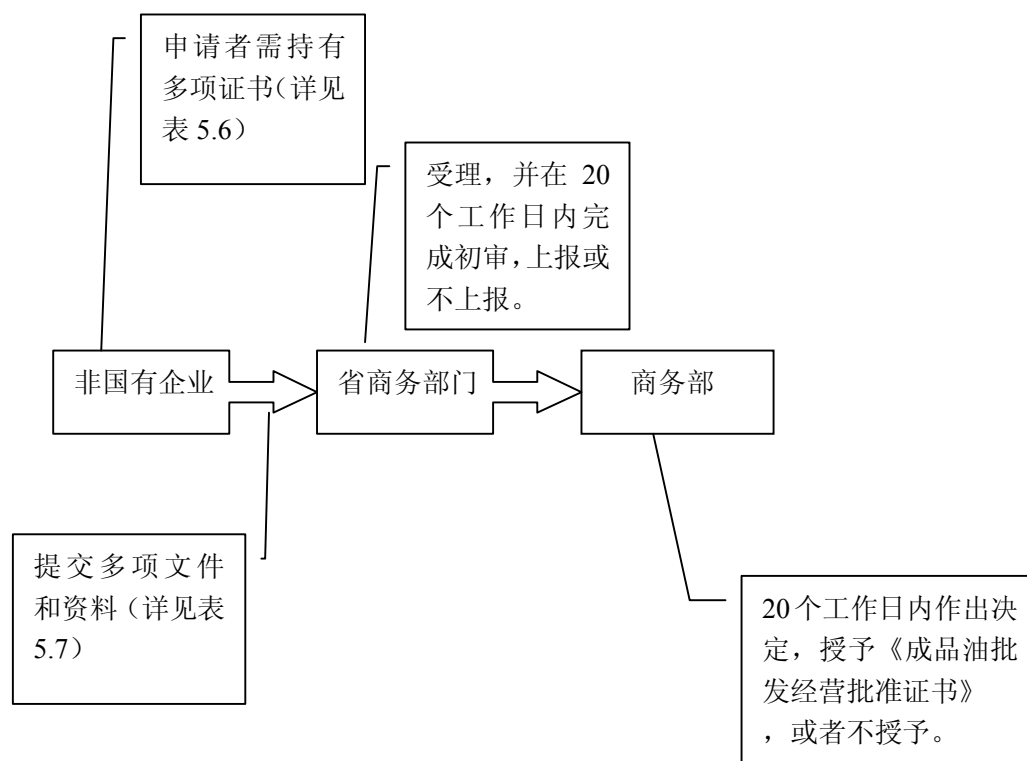 申请者需持有
多项证书（详见
表 5.6）
受理，并在 20
个工作日内完
成初审，上报或
不上报。
非国有企业
省商务部门
商务部
提交多项文件
和资料（详见表
5.7）
20 个工作日内作出决
定，授予《成品油批
发经营批准证书》
，或者不授予。